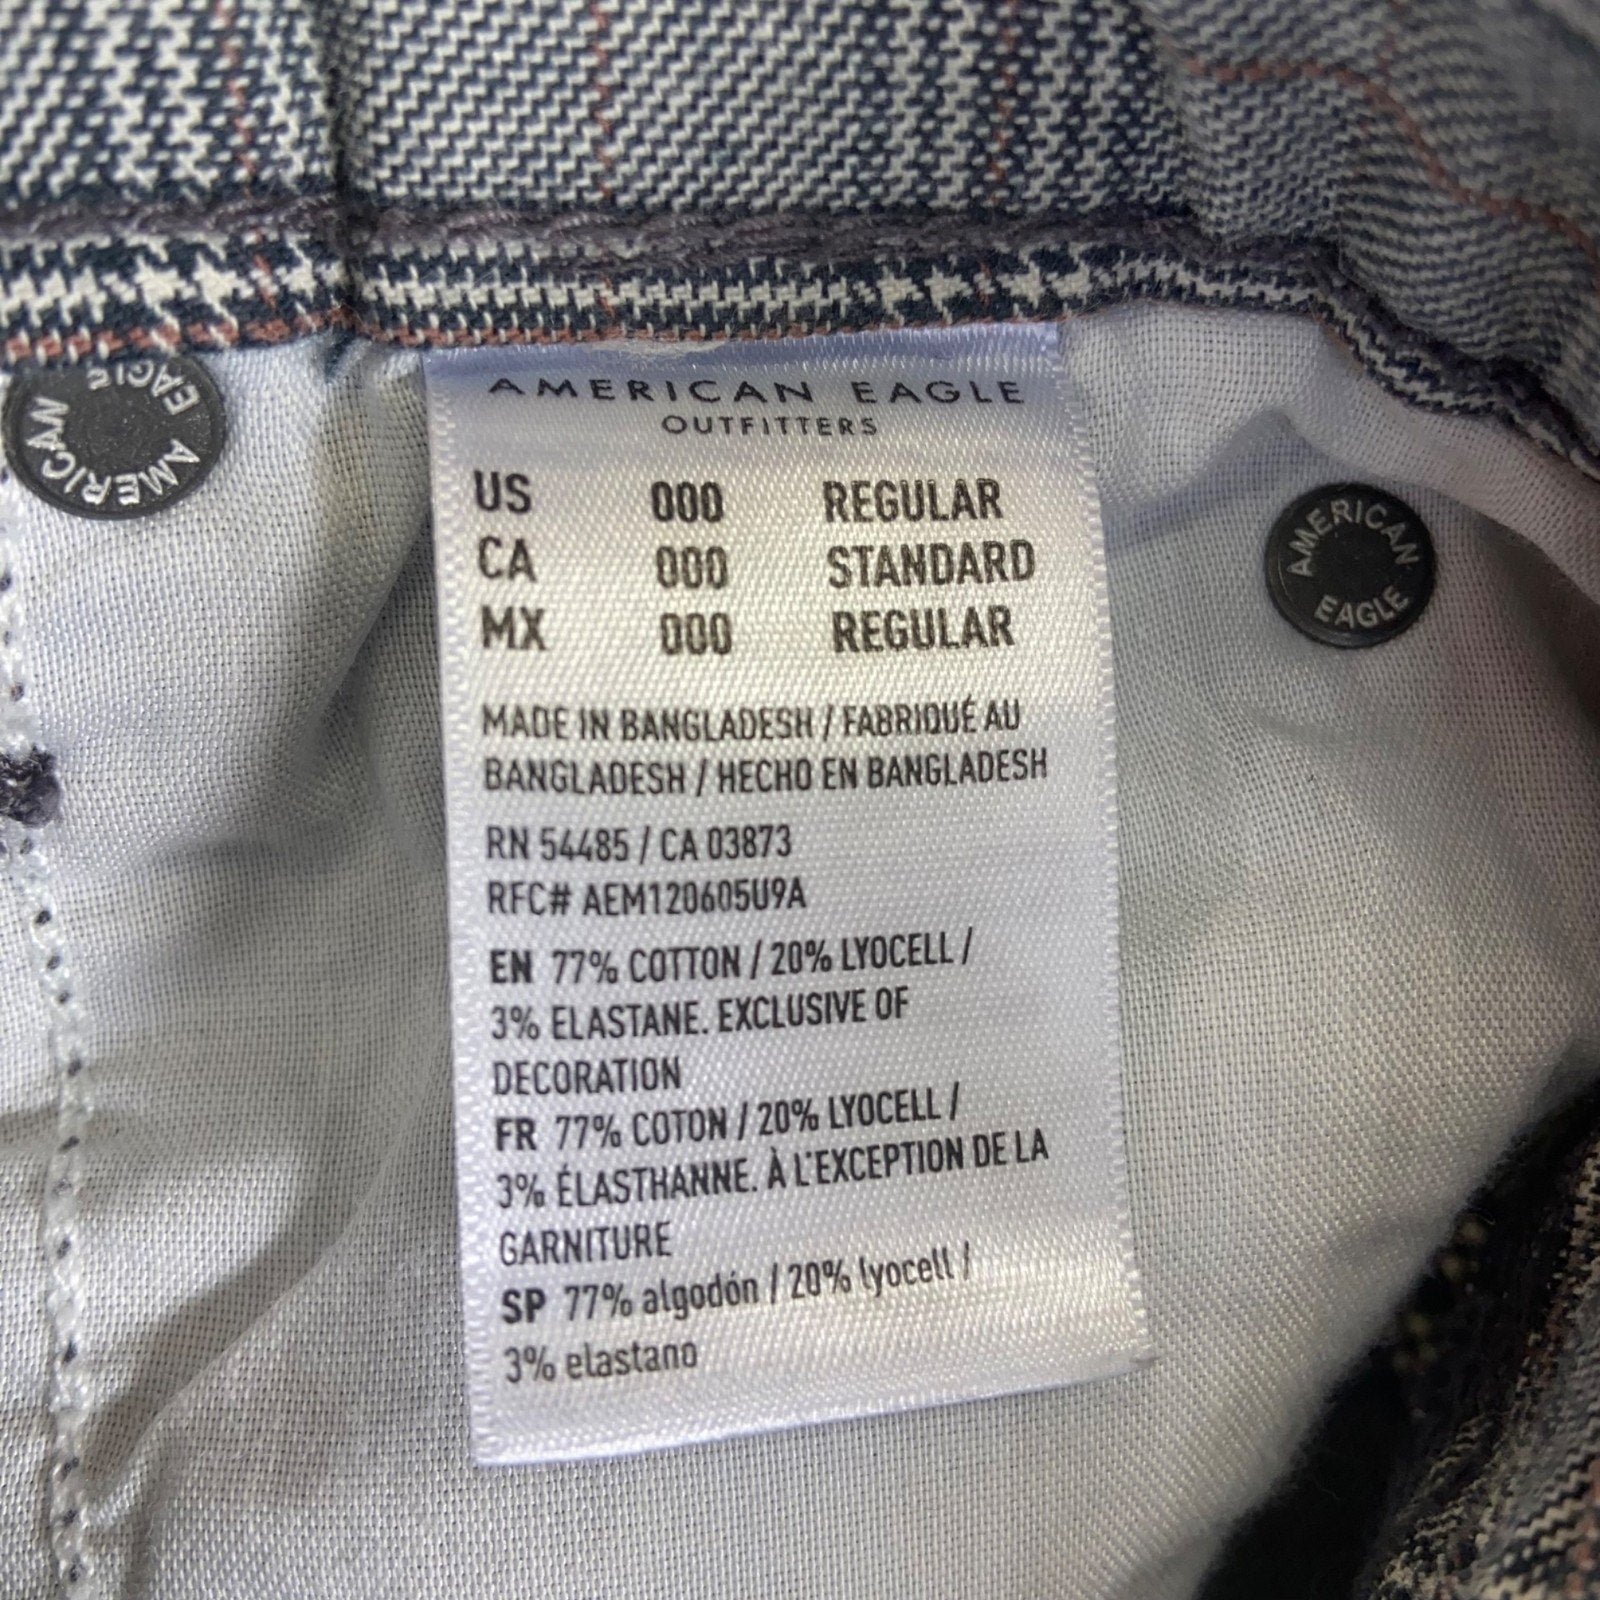 AMERICAN EAGLE
OUTFITTERS
US 000 REGULAR
CA 000 STANDARD
MX 000 REGULAR
MADE IN BANGLADESH / FABRIQUÉ AU
BANGLADESH / HECHO EN BANGLADESH
RN 54485 / CA 03873
RFC# AEM120605U9A
EN 77% COTTON / 20% LYOCELL /
3% ELASTANE. EXCLUSIVE OF
DECORATION
FR 77% COTON / 20% LYOCELL /
3% ÉLASTHANNE. À L'EXCEPTION DE LA
GARNITURE
SP 77% algodón / 20% lyocell /
3% elastano
AMERICAN
EAGLE
AMERICAN
AMERICAN
EAGLE